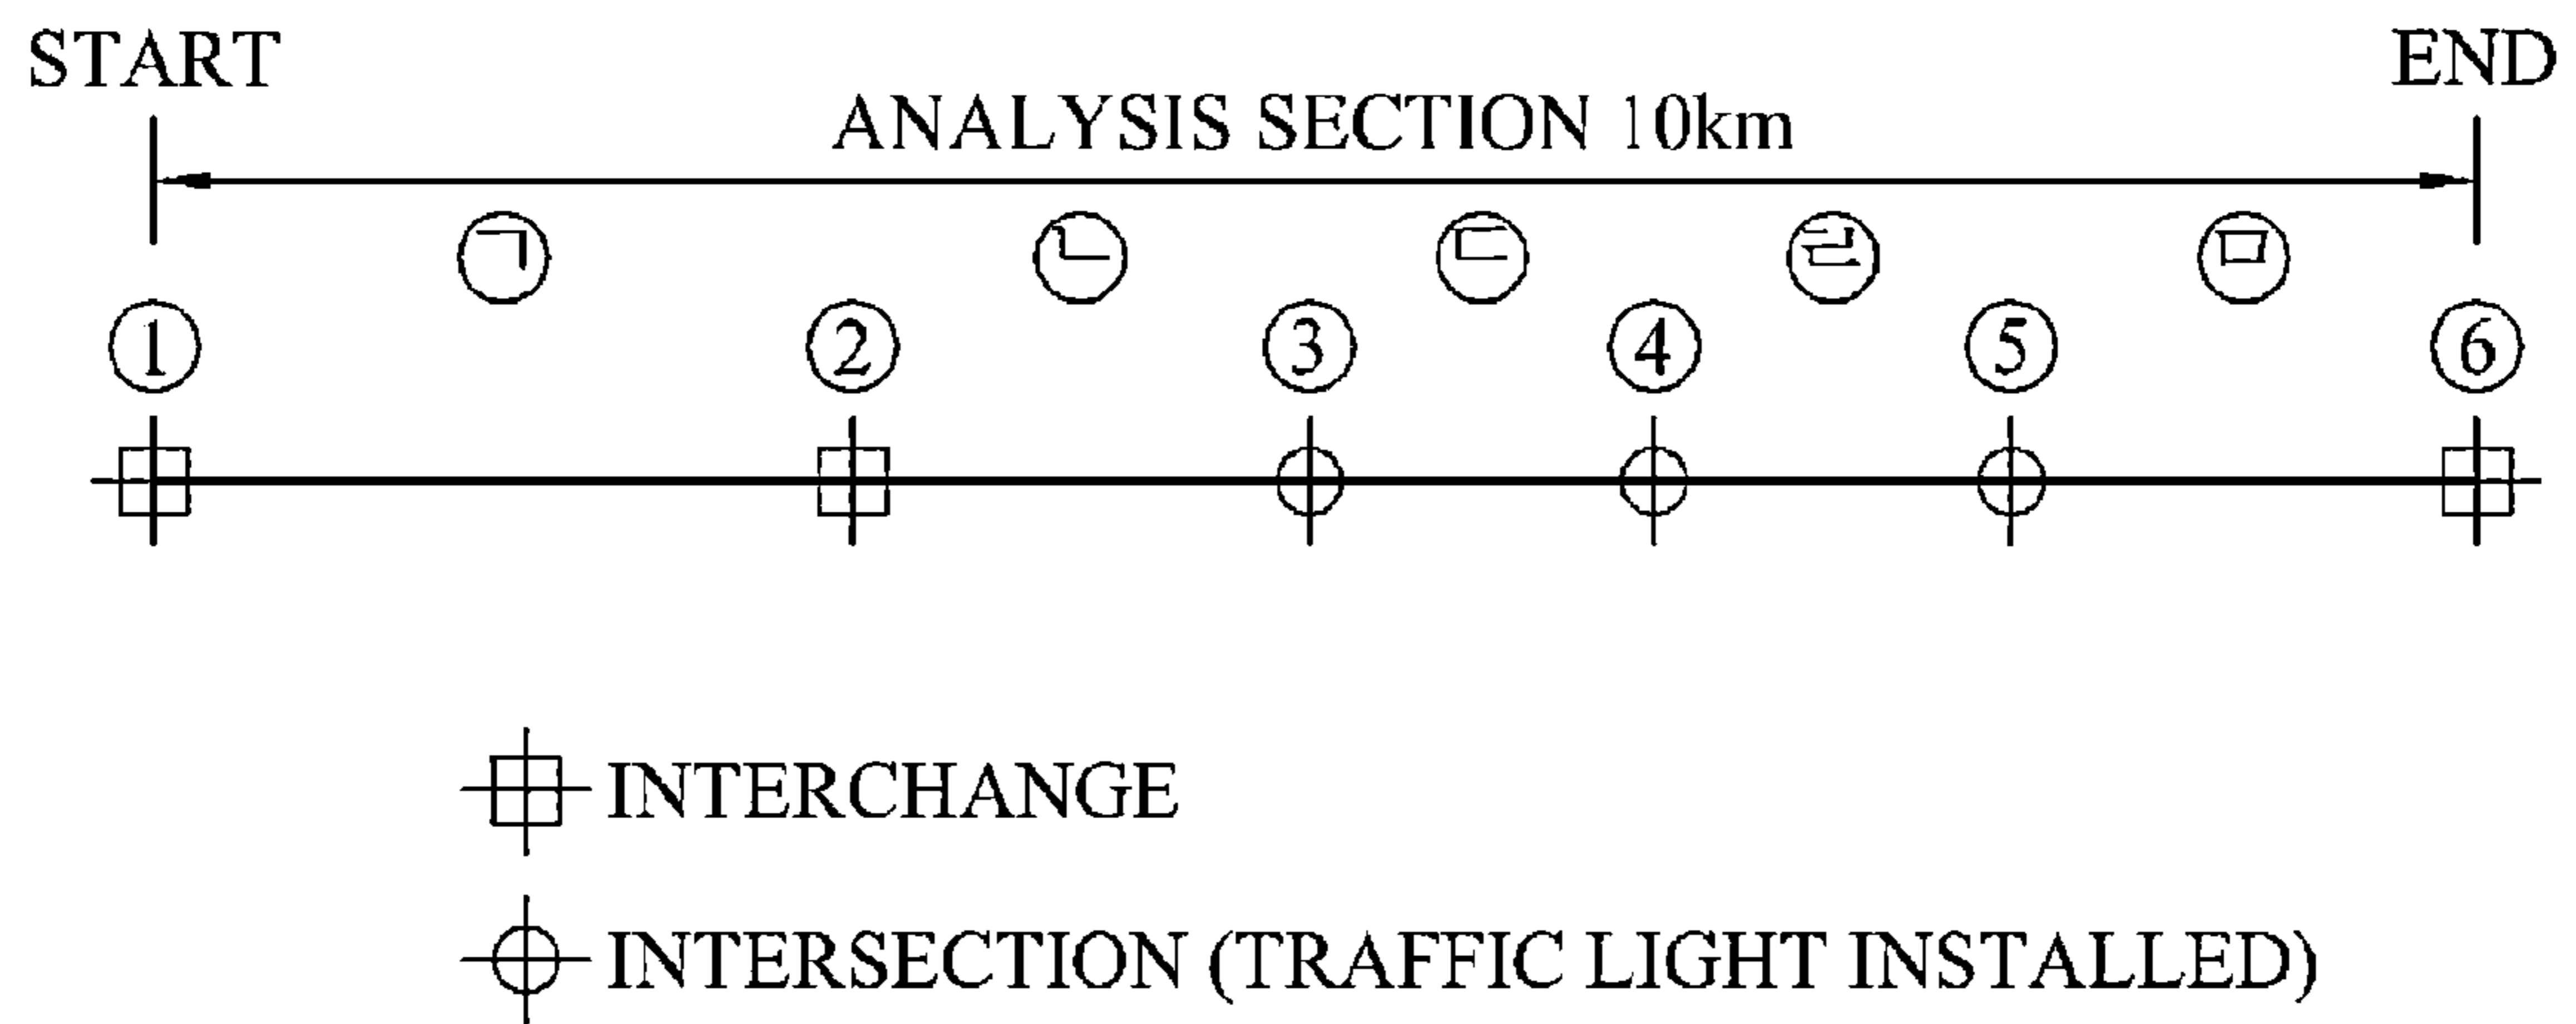 START END
ANALYSIS SECTION 10km
㉠ ㉡ ㉢ ㉣ ㉤
① ② ③ ④ ⑤ ⑥
INTERCHANGE
INTERSECTION (TRAFFIC LIGHT INSTALLED)